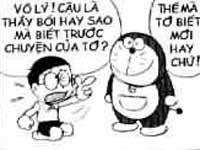 VÔ LÝ! CẬU LÀ
THẦY BÓI HAY SAO
MÀ BIẾT TRƯỚC
CHUYỆN CỦA TỚ?
THẾ MÀ
TỚ BIẾT
MỚI
HAY
CHỨ!